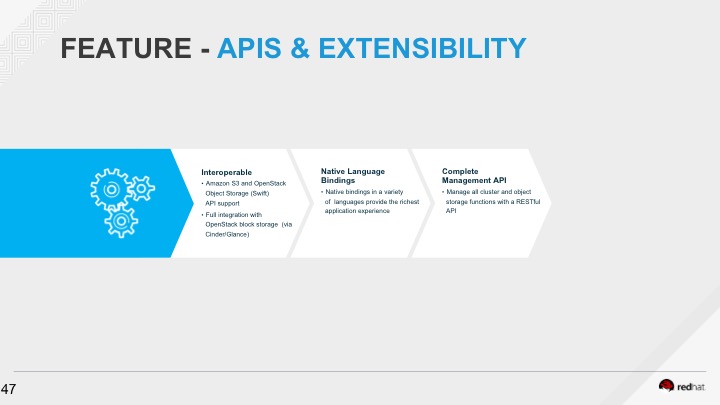 FEATURE - APIS & EXTENSIBILITY
Interoperable
• Amazon S3 and OpenStack
Object Storage (Swift)
API support
• Full integration with
OpenStack block storage (via
Cinder/Glance)
Native Language
Bindings
• Native bindings in a variety
of languages provide the richest
application experience
Complete
Management API
• Manage all cluster and object
storage functions with a RESTful
API
47
redhat.